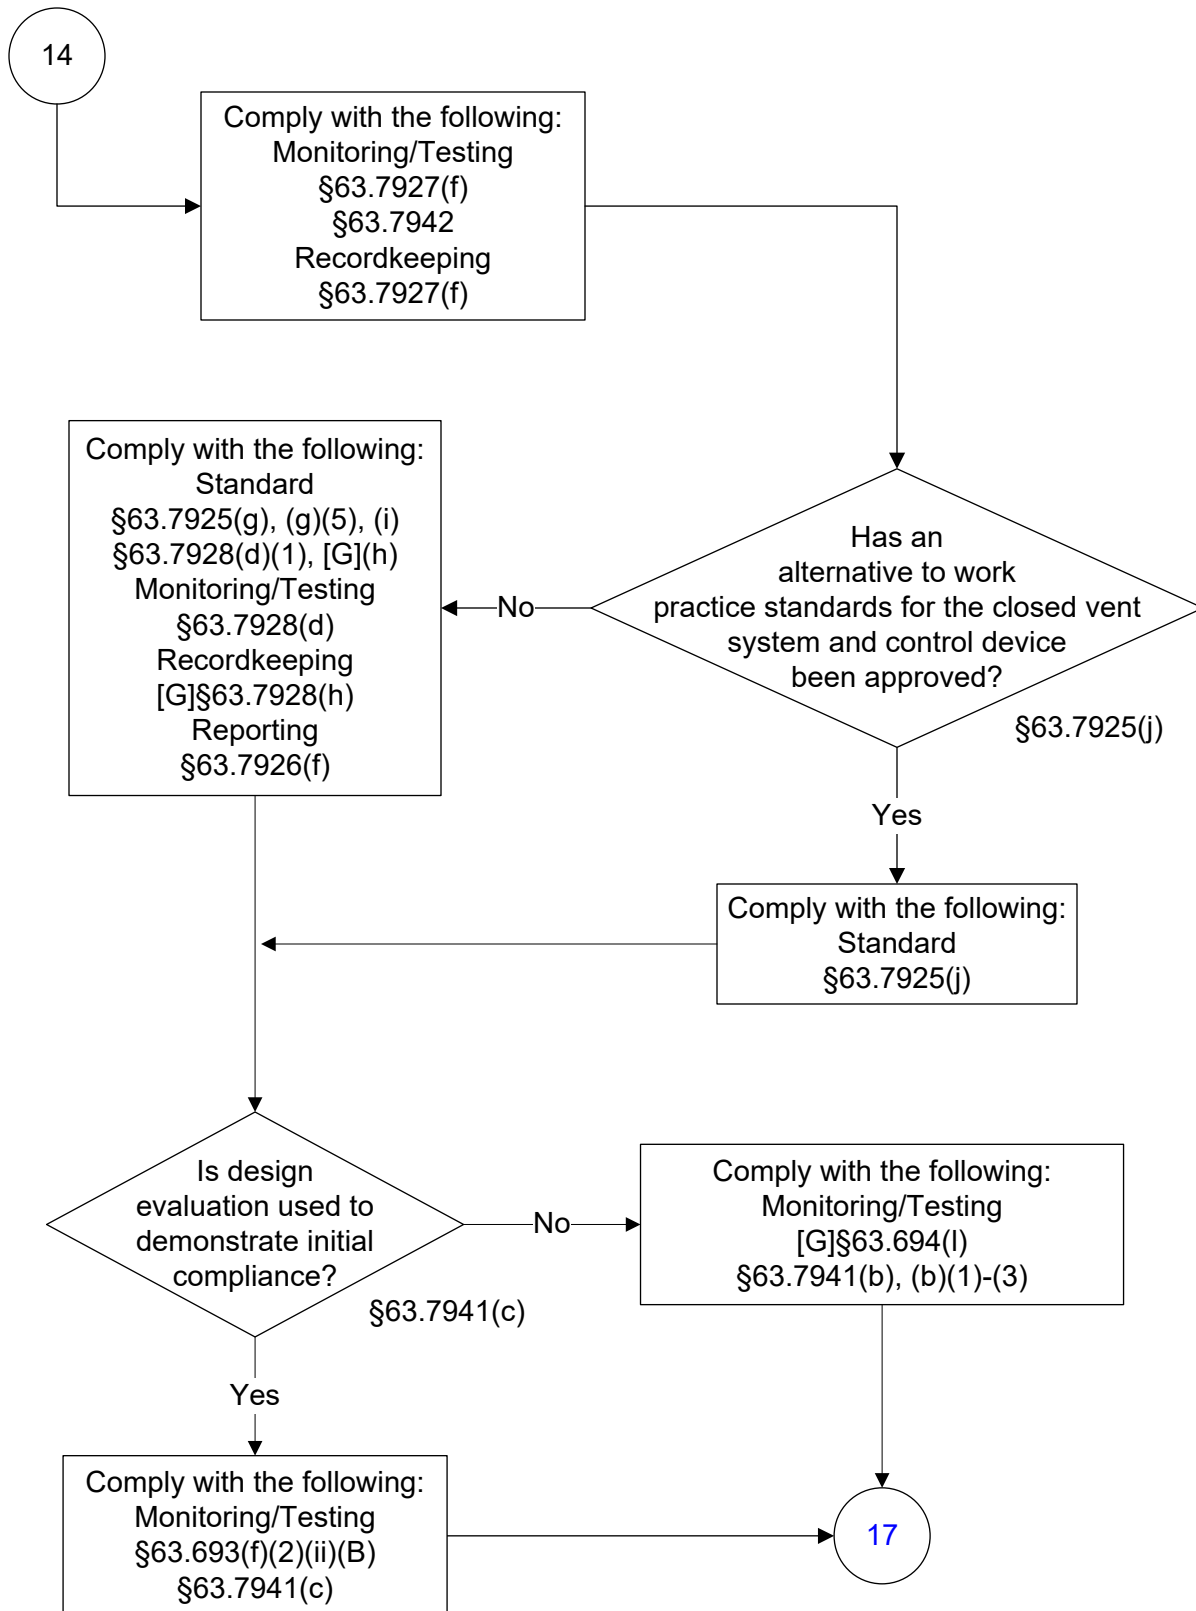 14
Comply with the following:
Monitoring/Testing
§63.7927(f)
§63.7942
Recordkeeping
§63.7927(f)
Has an
alternative to work
practice standards for the closed vent
system and control device
been approved?
§63.7925(j)
No
Comply with the following:
Standard
§63.7925(g), (g)(5), (i)
§63.7928(d)(1), [G](h)
Monitoring/Testing
§63.7928(d)
Recordkeeping
[G]§63.7928(h)
Reporting
§63.7926(f)
Yes
Comply with the following:
Standard
§63.7925(j)
Is design
evaluation used to
demonstrate initial
compliance?
§63.7941(c)
No
Comply with the following:
Monitoring/Testing
[G]§63.694(l)
§63.7941(b), (b)(1)-(3)
Yes
Comply with the following:
Monitoring/Testing
§63.693(f)(2)(ii)(B)
§63.7941(c)
17